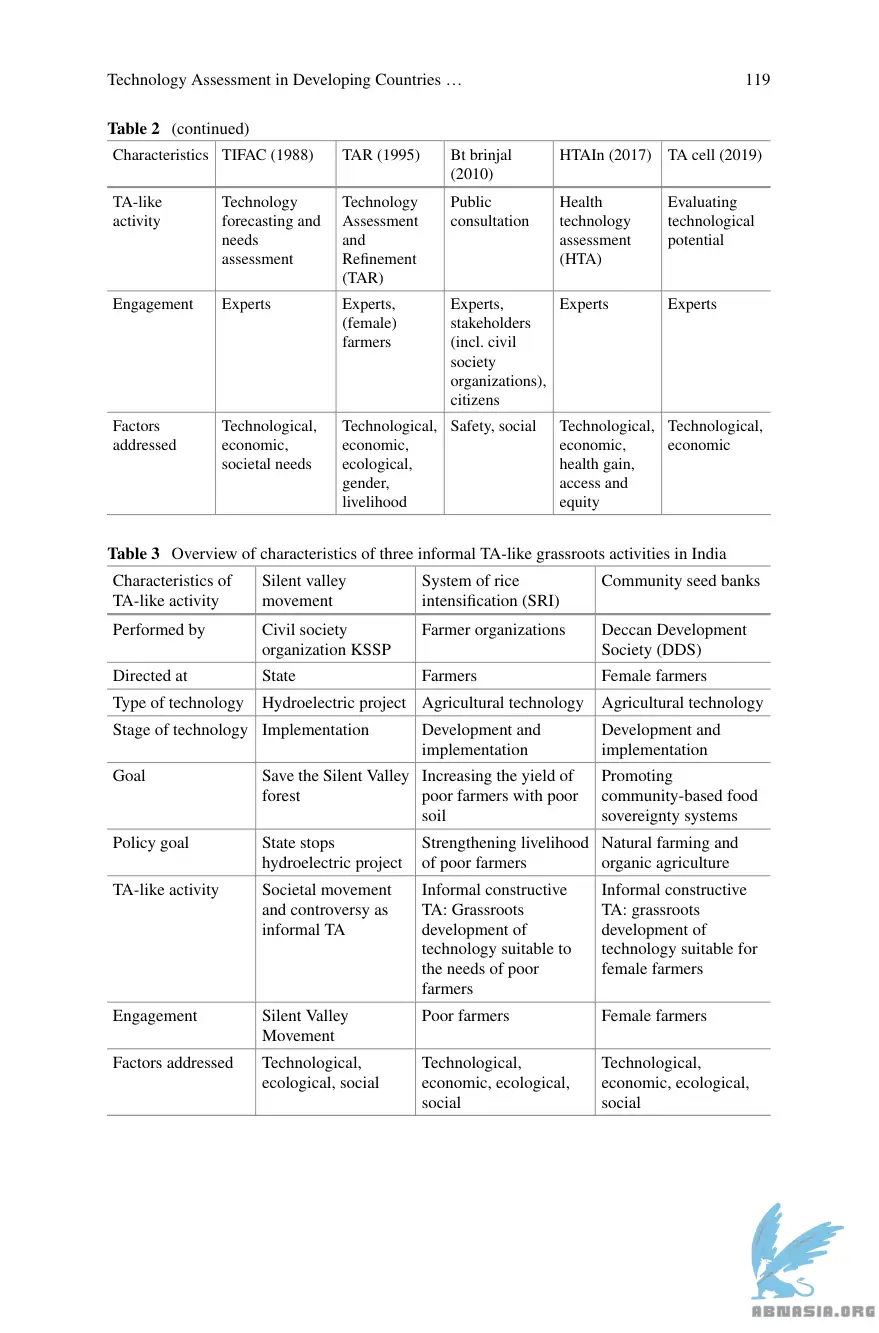 Technology Assessment in Developing Countries … 119
Table 2 (continued)
Characteristics TIFAC (1988) TAR (1995) Bt brinjal HTAIn (2017) TA cell (2019)
(2010)
TA-like Technology Technology Public Health Evaluating
activity forecasting and Assessment consultation technology technological
needs and assessment potential
assessment Refinement (HTA)
(TAR)
Engagement Experts Experts, Experts, Experts Experts
(female) stakeholders
farmers (incl. civil
society
organizations),
citizens
Factors Technological, Technological, Safety, social Technological, Technological,
addressed economic, economic, economic, economic
societal needs ecological, health gain,
gender, access and
livelihood equity
Table 3 Overview of characteristics of three informal TA-like grassroots activities in India
Characteristics of Silent valley System of rice Community seed banks
TA-like activity movement intensification (SRI)
Performed by Civil society Farmer organizations Deccan Development
organization KSSP Society (DDS)
Directed at State Farmers Female farmers
Type of technology Hydroelectric project Agricultural technology Agricultural technology
Stage of technology Implementation Development and Development and
implementation implementation
Goal Save the Silent Valley Increasing the yield of Promoting
forest poor farmers with poor community-based food
soil sovereignty systems
Policy goal State stops Strengthening livelihood Natural farming and
hydroelectric project of poor farmers organic agriculture
TA-like activity Societal movement Informal constructive Informal constructive
and controversy as TA: Grassroots TA: grassroots
informal TA development of development of
technology suitable to technology suitable for
the needs of poor female farmers
farmers
Engagement Silent Valley Poor farmers Female farmers
Movement
Factors addressed Technological, Technological, Technological,
ecological, social economic, ecological, economic, ecological,
social social
ABNASIA.ORG